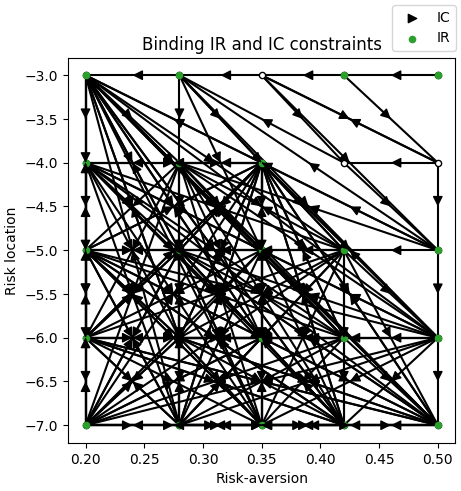 IC
IR
Binding IR and IC constraints
−3.0
−3.5
−4.0
−4.5
−5.0
−5.5
−6.0
−6.5
−7.0
Risk location
0.20 0.25 0.30 0.35 0.40 0.45 0.50
Risk-aversion